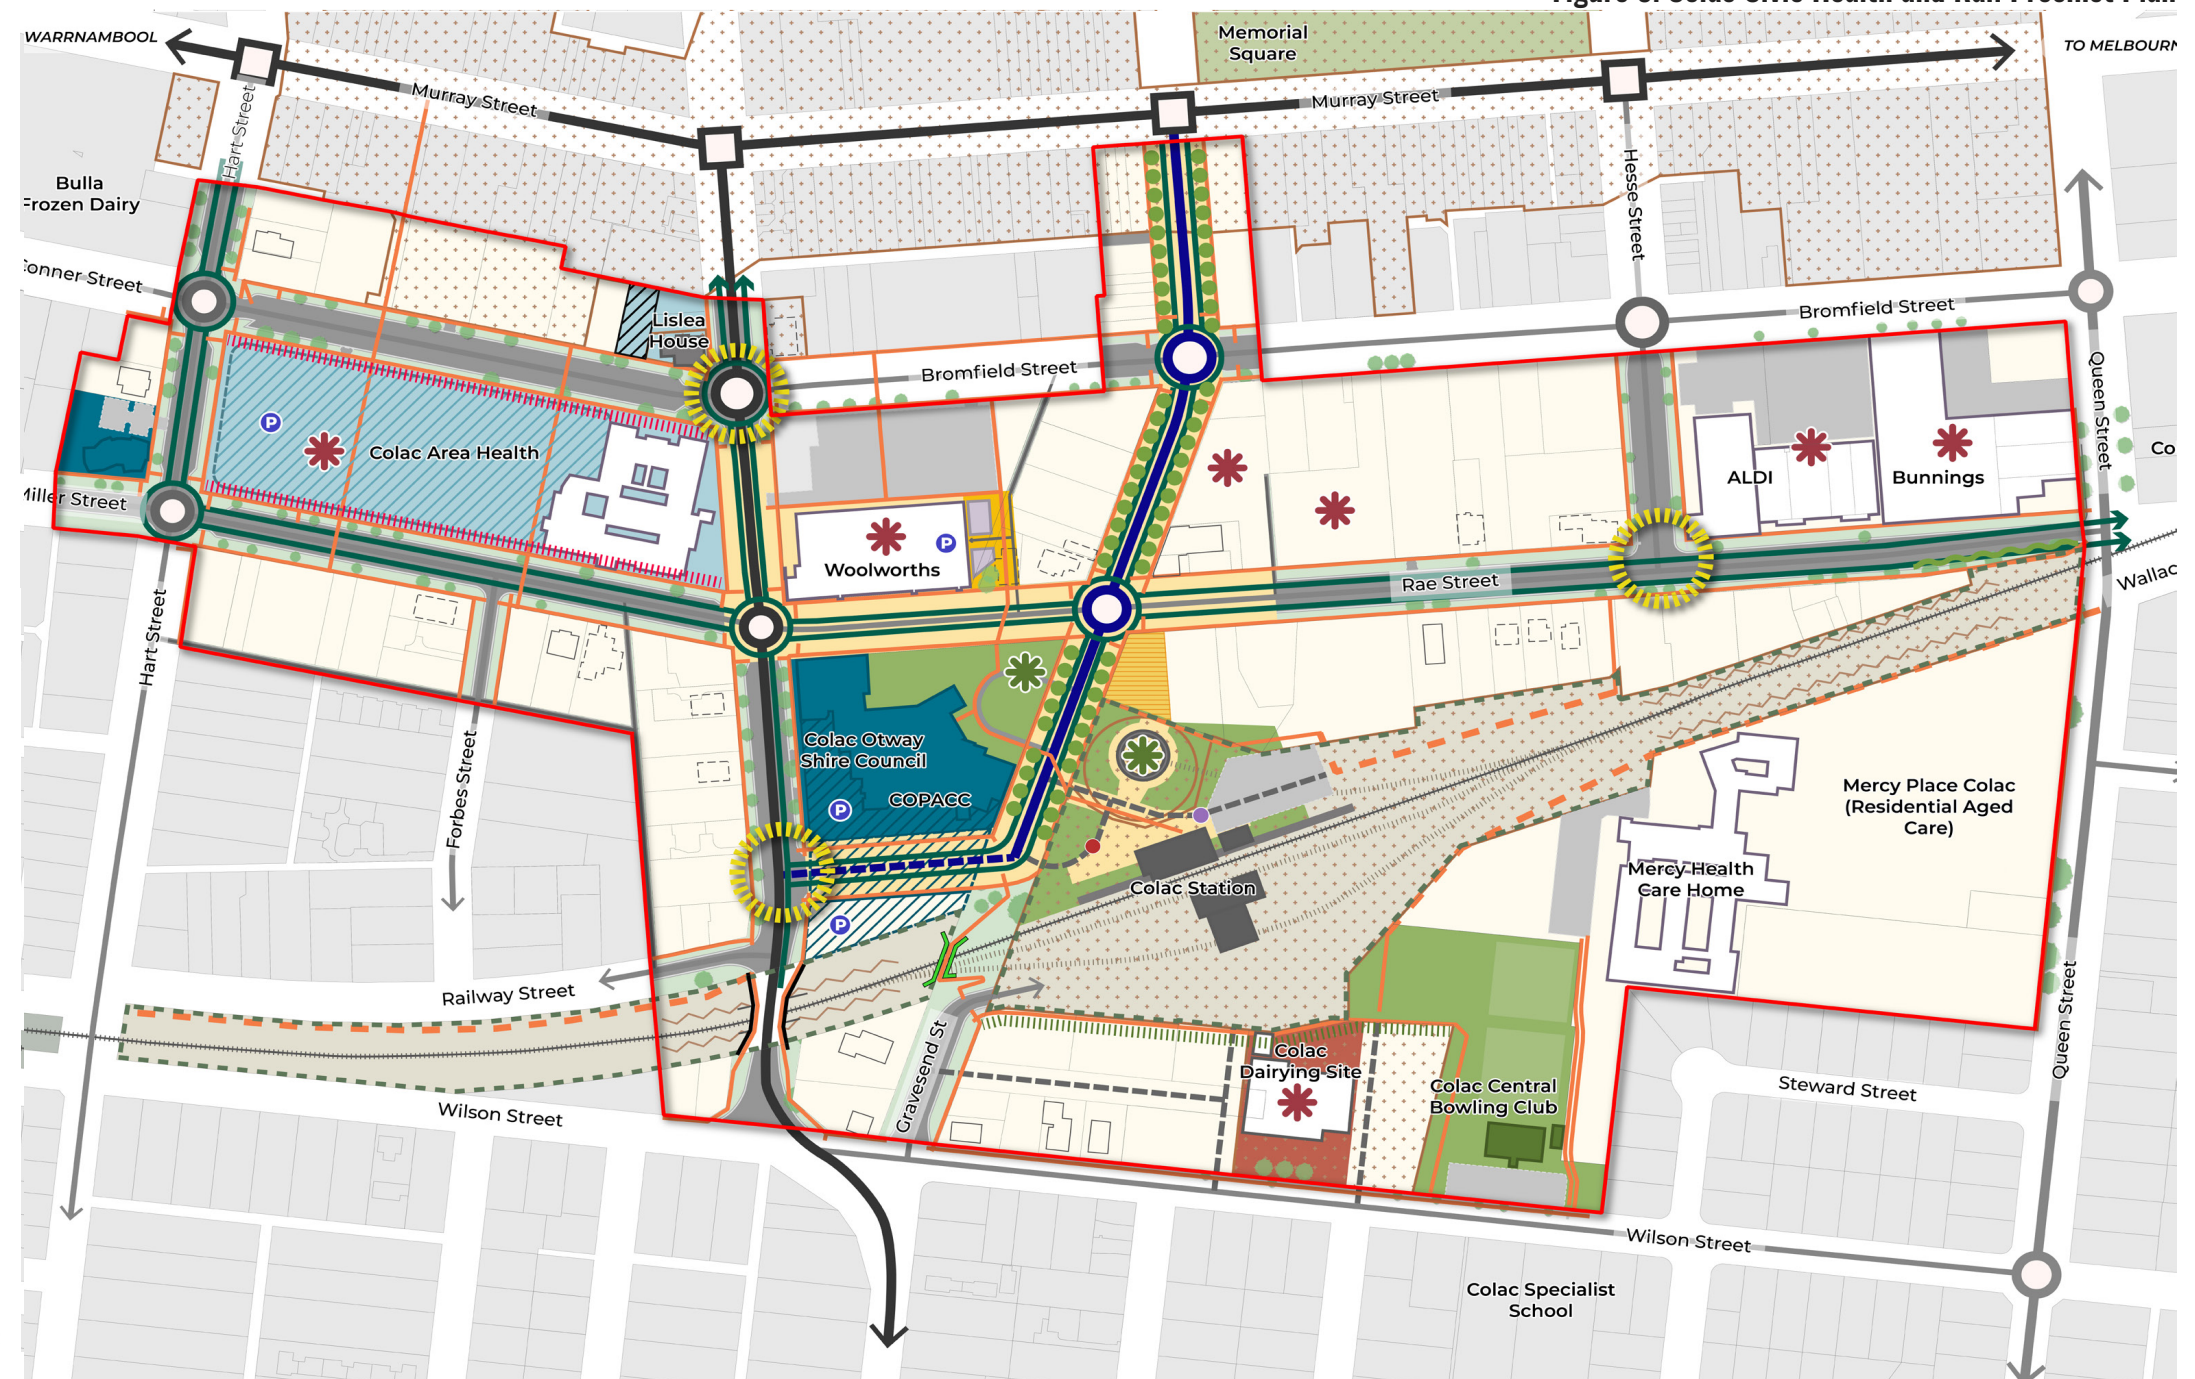 Memorial
Square
WARRNAMBOOL
TO MELBOURN
Murray Street
Murray Street
Hart Street
Hesse Street
Bulla
Frozen Dairy
Conner Street
Lislea
House
Bromfield Street
Bromfield Street
Queen Street
Co
P
Colac Area Health
ALDI
Bunnings
Miller Street
P
Woolworths
Rae Street
Wallac
Hart Street
Forbes Street
Colac Otway
Shire Council
COPACC
P
Mercy Place Colac
(Residential Aged
Care)
Mercy Health
Care Home
Colac Station
P
Railway Street
Queen Street
Gravesend St
H
Colac
Dairying Site
Colac Central
Bowling Club
Steward Street
Wilson Street
Wilson Street
Colac Specialist
School